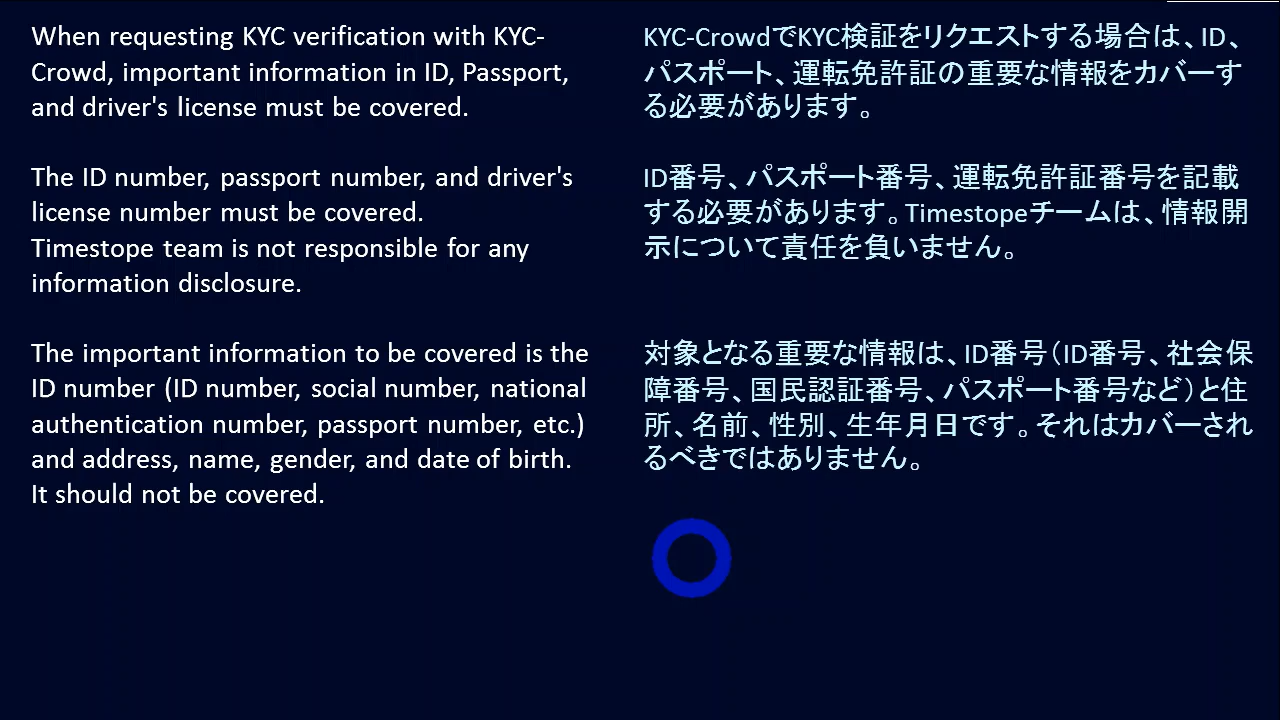 When requesting KYC verification with KYC-
Crowd, important information in ID, Passport,
and driver's license must be covered.
The ID number, passport number, and driver's
license number must be covered.
Timestope team is not responsible for any
information disclosure.
The important information to be covered is the
ID number (ID number, social number, national
authentication number, passport number, etc.)
and address, name, gender, and date of birth.
It should not be covered.
KYC-CrowdでKYC検証をリクエストする場合は、ID、
パスポート、運転免許証の重要な情報をカバーす
る必要があります。
ID番号、パスポート番号、運転免許証番号を記載
する必要があります。Timestopeチームは、情報開
示について責任を負いません。
対象となる重要な情報は、ID番号（ID番号、社会保
障番号、国民認証番号、パスポート番号など）と住
所、名前、性別、生年月日です。それはカバーされ
るべきではありません。